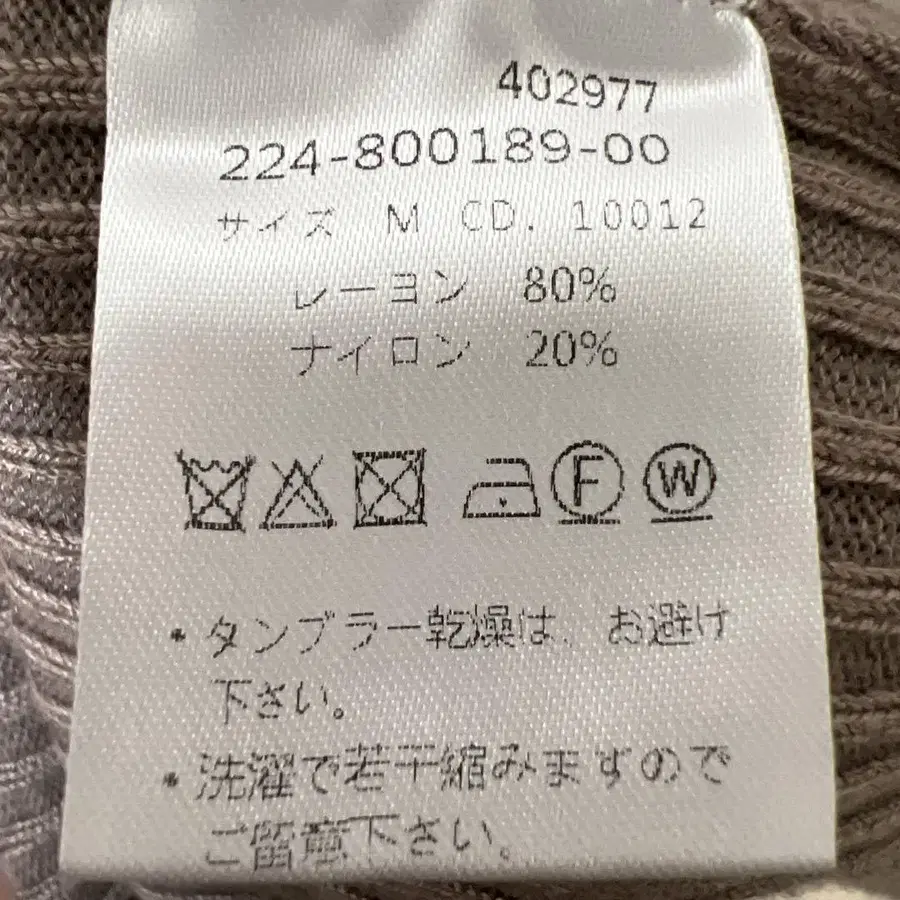 402977
224-800189-00
サイズ M CD. 10012
レーヨン 80%
ナイロン 20%
F W
・タンブラー乾燥は、お避け
下さい。
・洗濯で若干縮みますので
ご留意下さい。